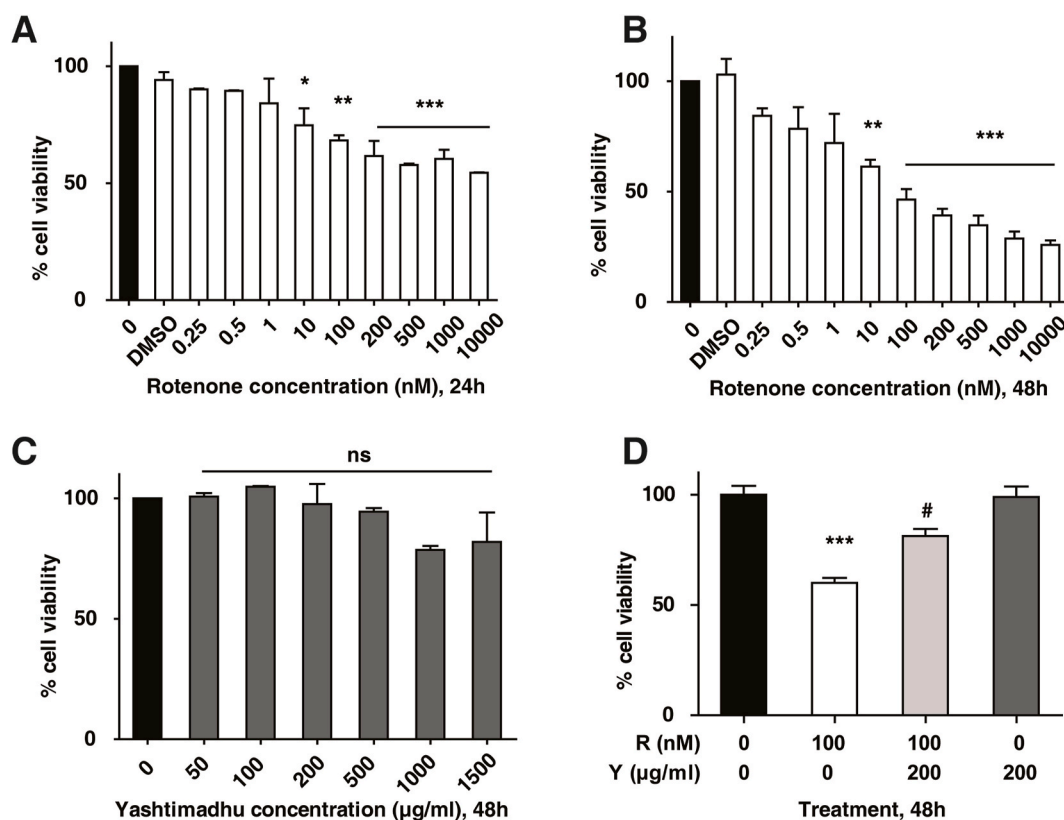 A
% cell viability
100
50
0
* ** ***
0 DMSO 0.25 0.5 1 10 100 200 500 1000 10000
Rotenone concentration (nM), 24h
B
% cell viability
100
50
0
** ***
0 DMSO 0.25 0.5 1 10 100 200 500 1000 10000
Rotenone concentration (nM), 48h
C
% cell viability
100
50
0
ns
0 50 100 200 500 1000 1500
Yashtimadhu concentration (µg/ml), 48h
D
% cell viability
100
50
0
*** #
R (nM) 0 100 100 0
Y (µg/ml) 0 0 200 200
Treatment, 48h